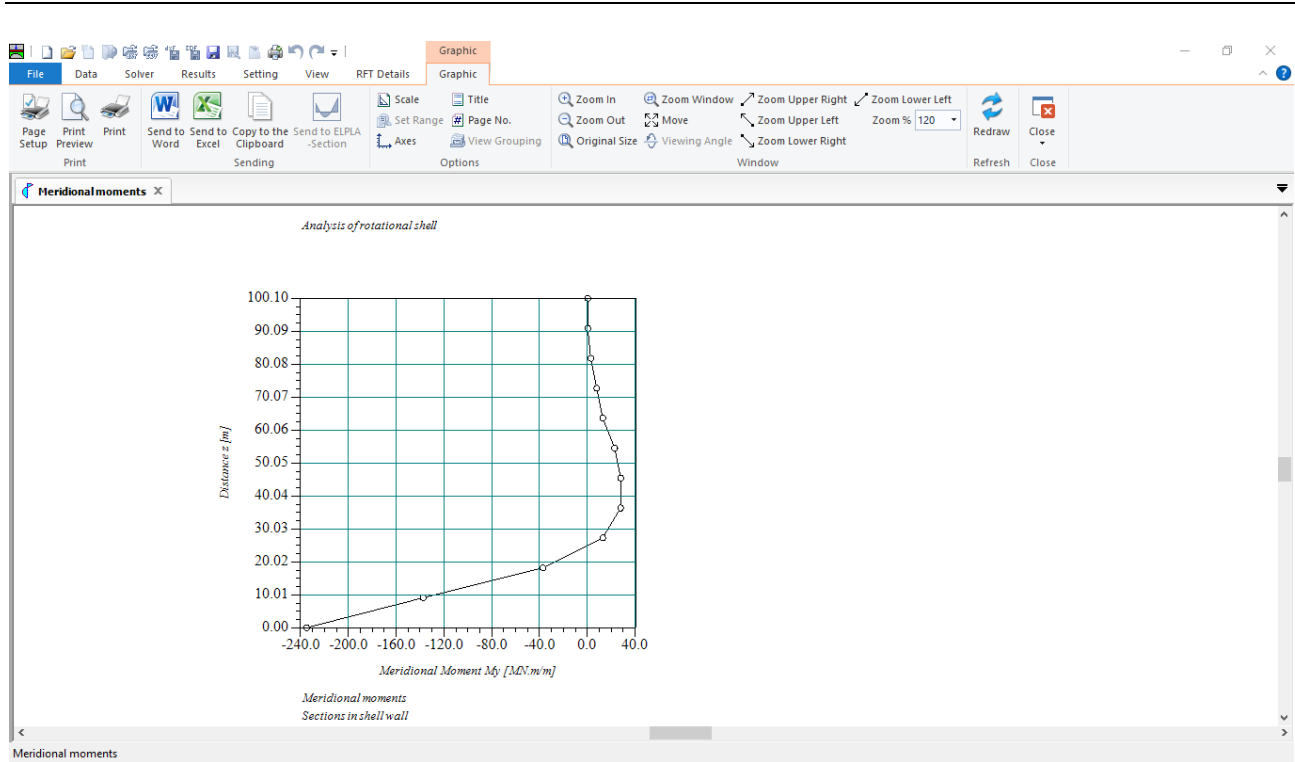 Graphic
File Data Solver Results Setting View RFT Details Graphic
Scale Title Zoom In Zoom Window Zoom Upper Right Zoom Lower Left
Set Range # Page No. Zoom Out Move Zoom Upper Left Zoom % 120
Page Setup Print Preview Print Send to Word Send to Excel Copy to the Clipboard Send to ELPLA -Section Axes View Grouping Original Size Viewing Angle Zoom Lower Right Redraw Close
Print Sending Options Window Refresh Close
Meridional moments X
Analysis of rotational shell
100.10
90.09
80.08
70.07
60.06
50.05
40.04
30.03
20.02
10.01
0.00
Distance z [m]
-240.0 -200.0 -160.0 -120.0 -80.0 -40.0 0.0 40.0
Meridional Moment My [MN.m/m]
Meridional moments
Sections in shell wall
Meridional moments